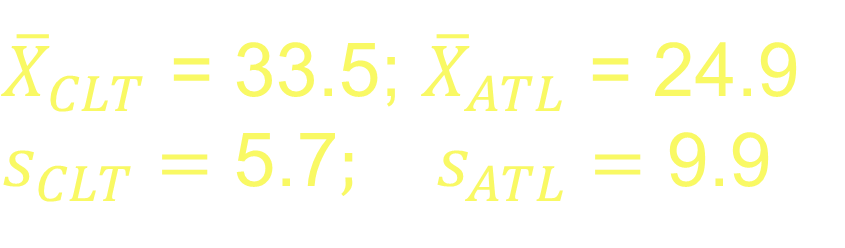 X̄_CLT = 33.5; X̄_ATL = 24.9
s_CLT = 5.7; s_ATL = 9.9